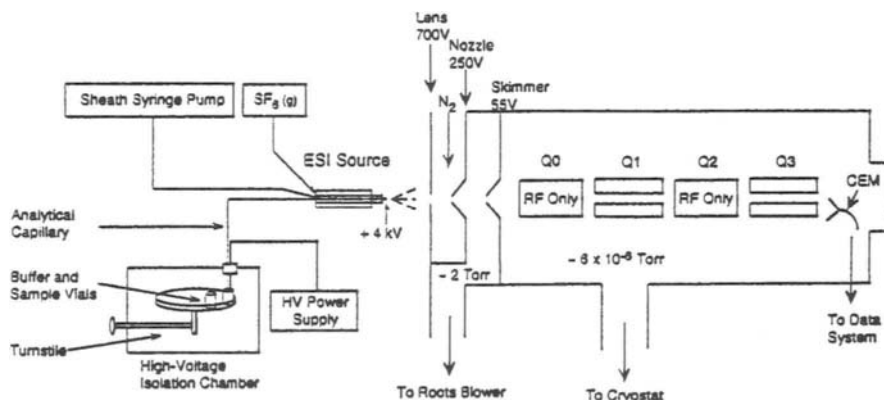 Lens
700V
Nozzle
250V
Skimmer
55V
N2
Sheath Syringe Pump
SF6 (g)
ESI Source
Q0
Q1
Q2
Q3
RF Only
RF Only
CEM
+ 4 kV
Analytical
Capillary
Buffer and
Sample Vials
Turnstile
HV Power
Supply
High-Voltage
Isolation Chamber
~ 2 Torr
~ 6 x 10-6 Torr
To Roots Blower
To Cryostat
To Data
System